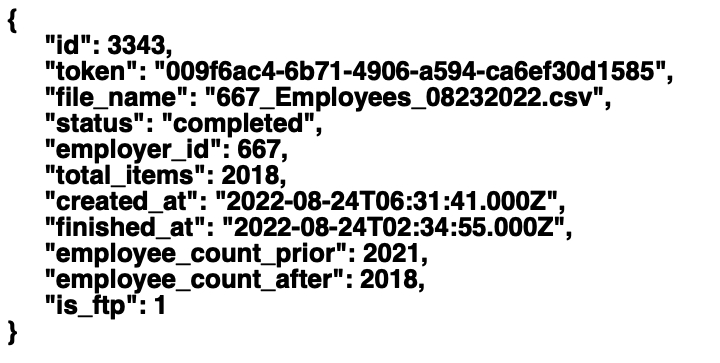 {
"id": 3343,
"token": "009f6ac4-6b71-4906-a594-ca6ef30d1585",
"file_name": "667_Employees_08232022.csv",
"status": "completed",
"employer_id": 667,
"total_items": 2018,
"created_at": "2022-08-24T06:31:41.000Z",
"finished_at": "2022-08-24T02:34:55.000Z",
"employee_count_prior": 2021,
"employee_count_after": 2018,
"is_ftp": 1
}